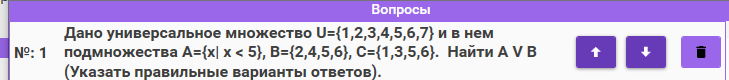 Вопросы
№: 1
Дано универсальное множество U={1,2,3,4,5,6,7} и в нем
подмножества A={x| x < 5}, B={2,4,5,6}, C={1,3,5,6}. Найти A V B
(Указать правильные варианты ответов).